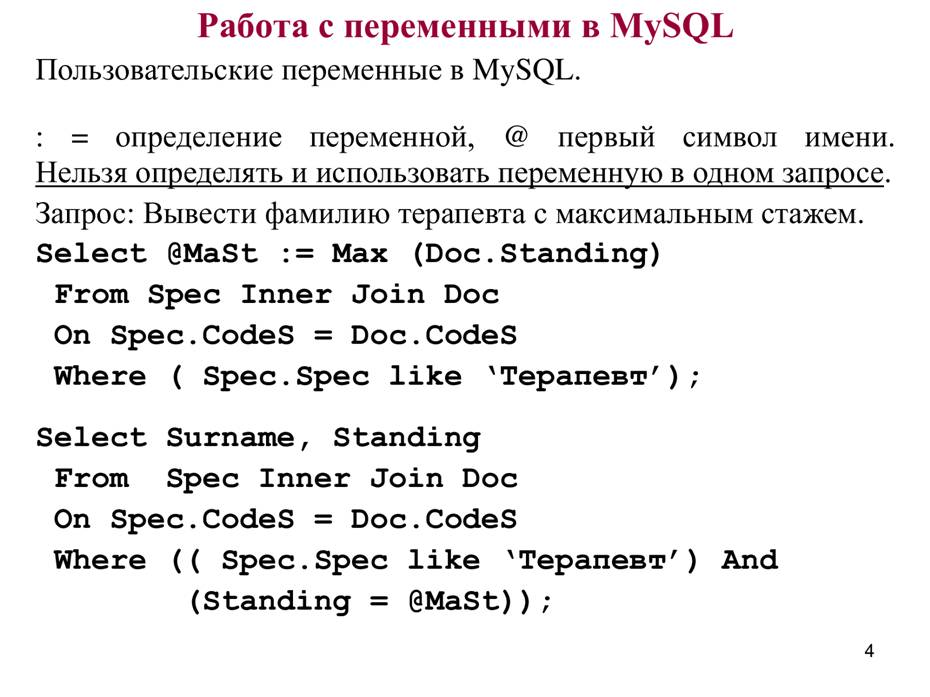 Работа с переменными в MySQL
Пользовательские переменные в MySQL.
: = определение переменной, @ первый символ имени.
Нельзя определять и использовать переменную в одном запросе.
Запрос: Вывести фамилию терапевта с максимальным стажем.
Select @MaSt := Max (Doc.Standing)
From Spec Inner Join Doc
On Spec.CodeS = Doc.CodeS
Where ( Spec.Spec like ‘Терапевт’);
Select Surname, Standing
From  Spec Inner Join Doc
On Spec.CodeS = Doc.CodeS
Where (( Spec.Spec like ‘Терапевт’) And
(Standing = @MaSt));
4